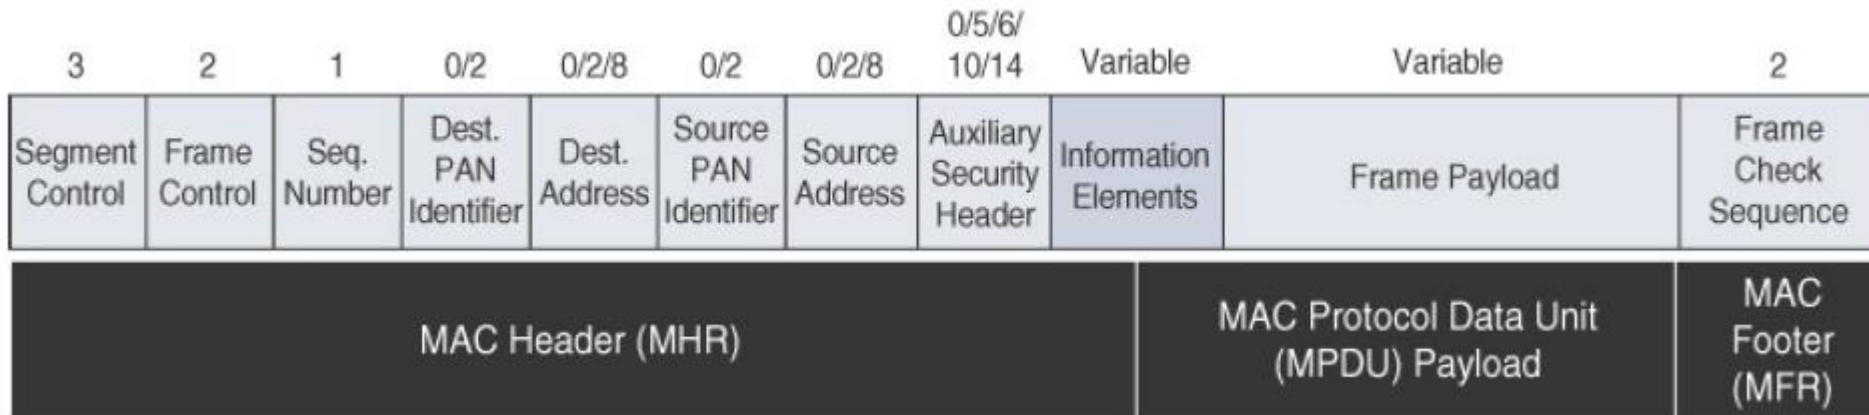 3 2 1 0/2 0/2/8 0/2 0/2/8 0/5/6/ 10/14 Variable Variable 2
Segment Control
Frame Control
Seq. Number
Dest. PAN Identifier
Dest. Address
Source PAN Identifier
Source Address
Auxiliary Security Header
Information Elements
Frame Payload
Frame Check Sequence
MAC Header (MHR)
MAC Protocol Data Unit
(MPDU) Payload
MAC
Footer
(MFR)